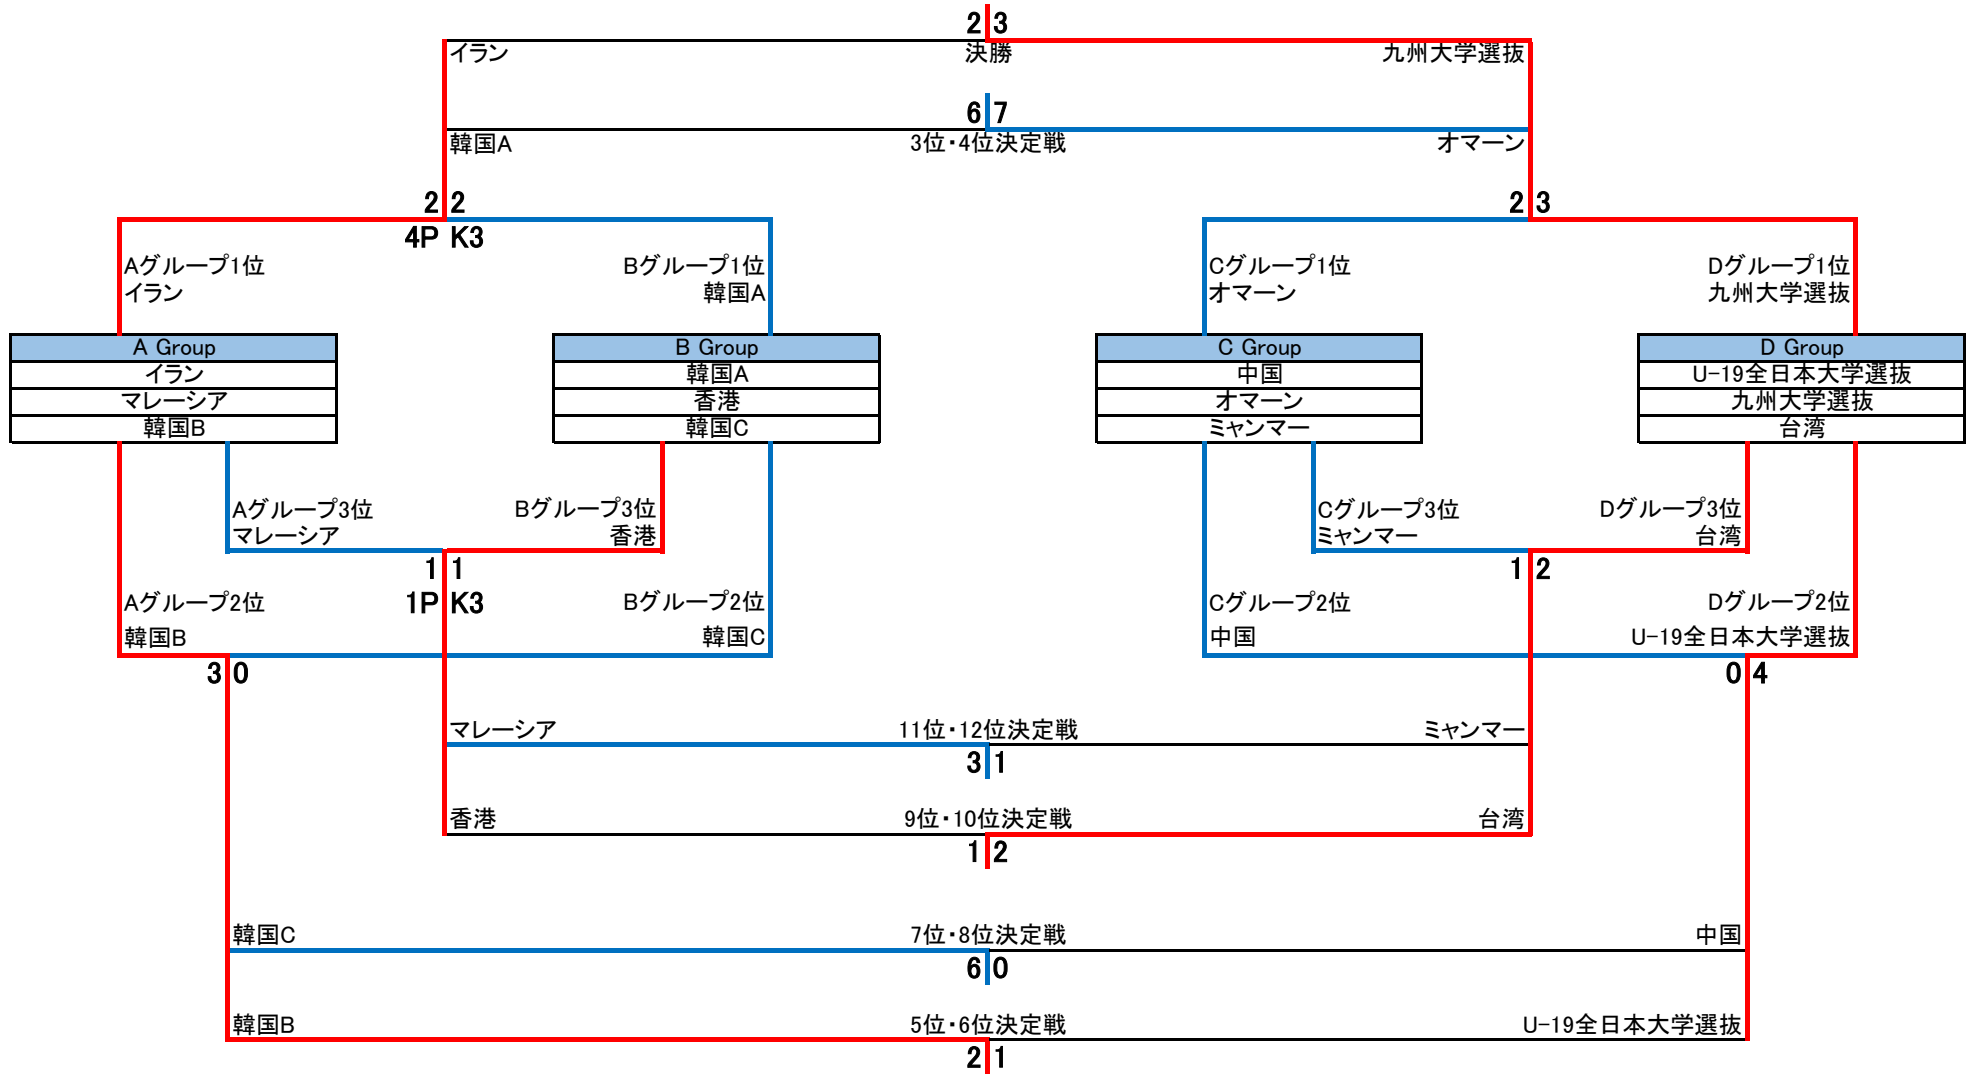 2 3
イラン 決勝 九州大学選抜
6 7
韓国A 3位・4位決定戦 オマーン
2 2 2 3
4P K3
Aグループ1位 Bグループ1位 Cグループ1位 Dグループ1位
イラン 韓国A オマーン 九州大学選抜
A Group B Group C Group D Group
イラン 韓国A 中国 U-19全日本大学選抜
マレーシア 香港 オマーン 九州大学選抜
韓国B 韓国C ミャンマー 台湾
Aグループ3位 Bグループ3位 Cグループ3位 Dグループ3位
マレーシア 香港 ミャンマー 台湾
1 1 1 2
Aグループ2位 1P K3 Bグループ2位 Cグループ2位 Dグループ2位
韓国B 韓国C 中国 U-19全日本大学選抜
3 0 0 4
マレーシア 11位・12位決定戦 ミャンマー
3 1
香港 9位・10位決定戦 台湾
1 2
韓国C 7位・8位決定戦 中国
6 0
韓国B 5位・6位決定戦 U-19全日本大学選抜
2 1